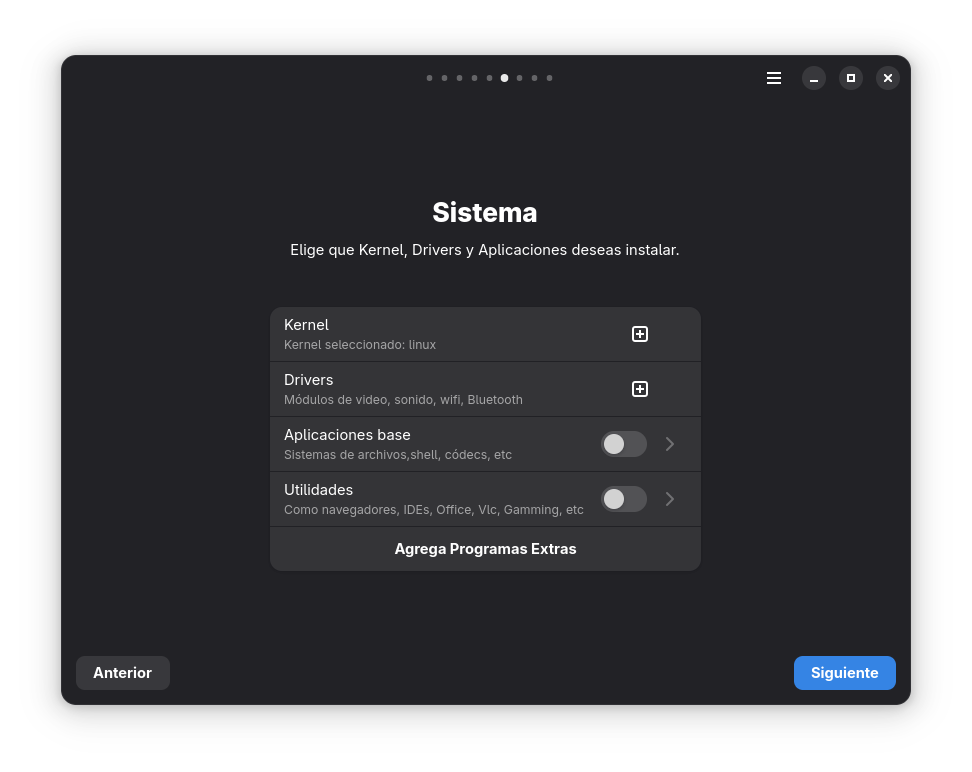 Sistema
Elige que Kernel, Drivers y Aplicaciones deseas instalar.
Kernel
Kernel seleccionado: linux
Drivers
Módulos de video, sonido, wifi, Bluetooth
Aplicaciones base
Sistemas de archivos,shell, códecs, etc
Utilidades
Como navegadores, IDEs, Office, Vlc, Gamming, etc
Agrega Programas Extras
Anterior
Siguiente